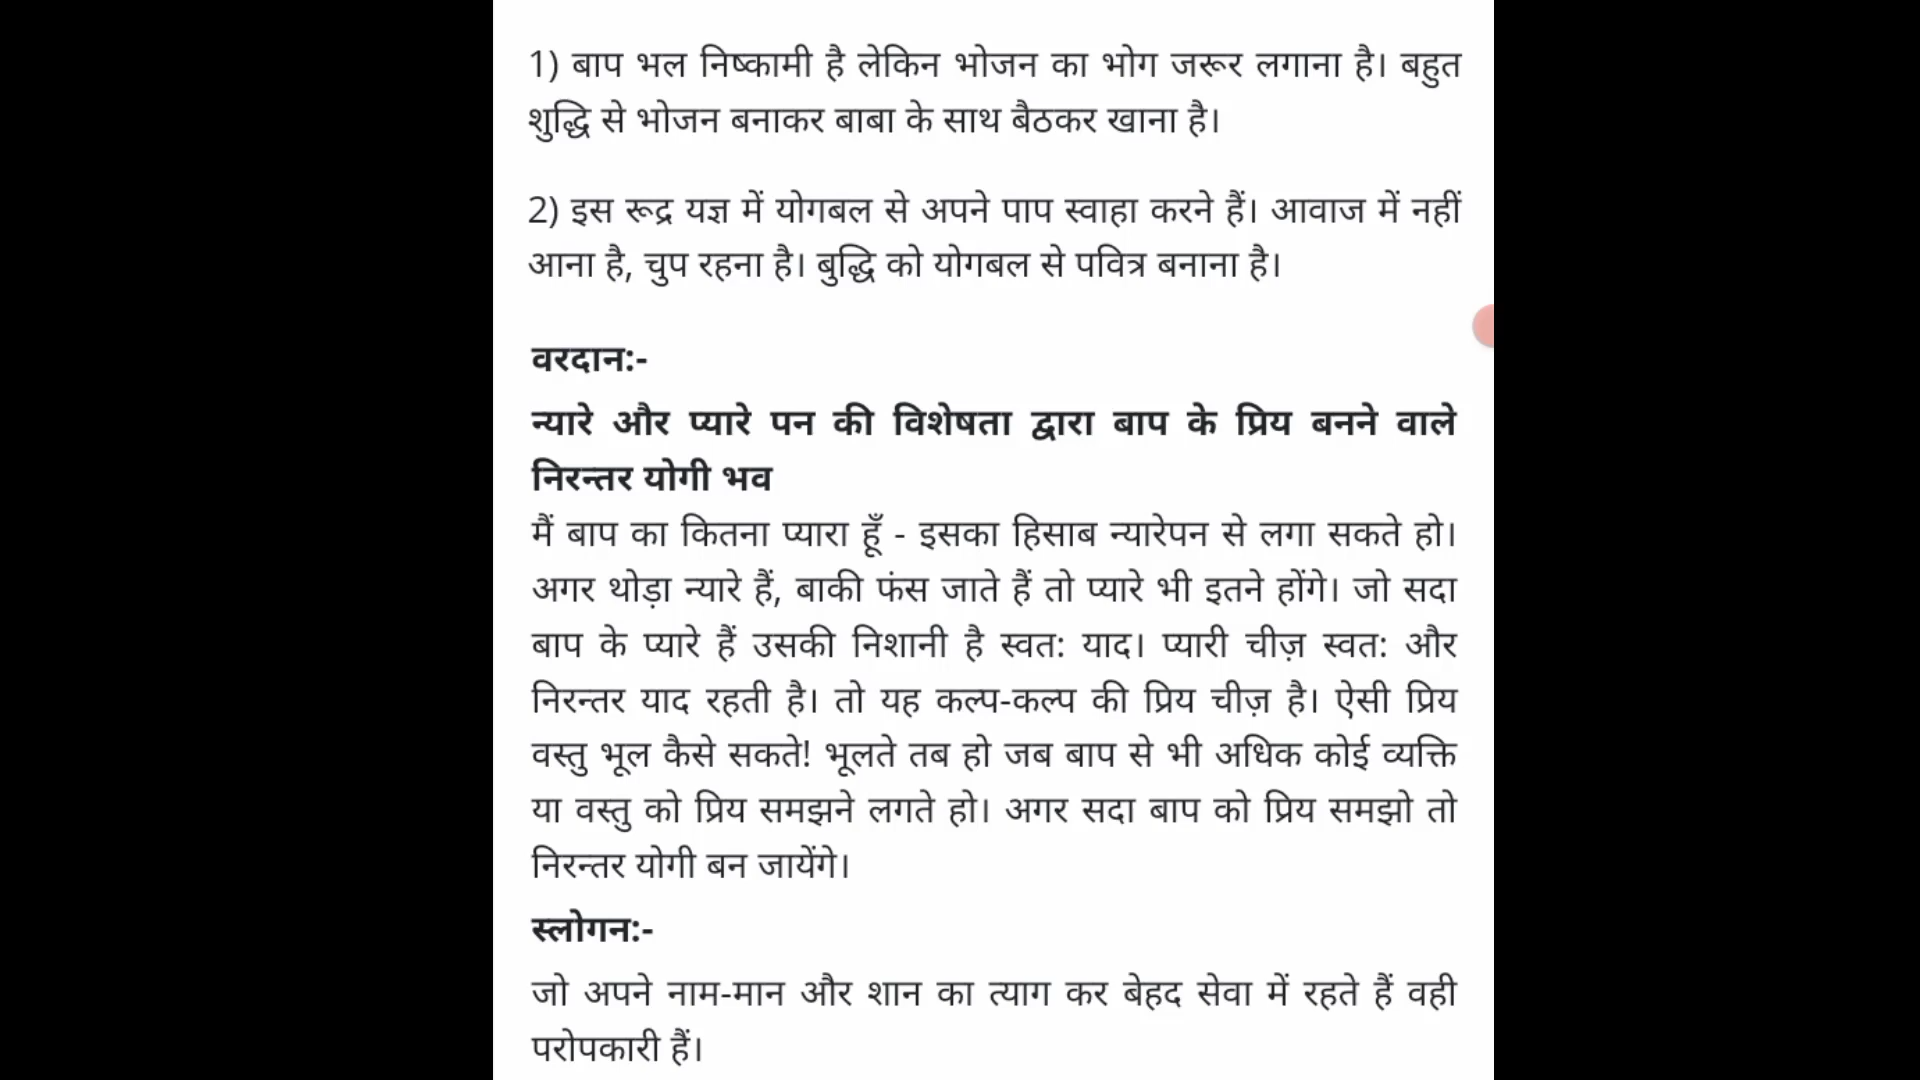 1) बाप भल निष्कामी है लेकिन भोजन का भोग जरूर लगाना है। बहुत
शुद्धि से भोजन बनाकर बाबा के साथ बैठकर खाना है।
2) इस रूद्र यज्ञ में योगबल से अपने पाप स्वाहा करने हैं। आवाज में नहीं
आना है, चुप रहना है। बुद्धि को योगबल से पवित्र बनाना है।
वरदान:-
न्यारे और प्यारे पन की विशेषता द्वारा बाप के प्रिय बनने वाले
निरन्तर योगी भव
मैं बाप का कितना प्यारा हूँ - इसका हिसाब न्यारेपन से लगा सकते हो।
अगर थोड़ा न्यारे हैं, बाकी फंस जाते हैं तो प्यारे भी इतने होंगे। जो सदा
बाप के प्यारे हैं उसकी निशानी है स्वत: याद। प्यारी चीज़ स्वत: और
निरन्तर याद रहती है। तो यह कल्प-कल्प की प्रिय चीज़ है। ऐसी प्रिय
वस्तु भूल कैसे सकते! भूलते तब हो जब बाप से भी अधिक कोई व्यक्ति
या वस्तु को प्रिय समझने लगते हो। अगर सदा बाप को प्रिय समझो तो
निरन्तर योगी बन जायेंगे।
स्लोगन:-
जो अपने नाम-मान और शान का त्याग कर बेहद सेवा में रहते हैं वही
परोपकारी हैं।